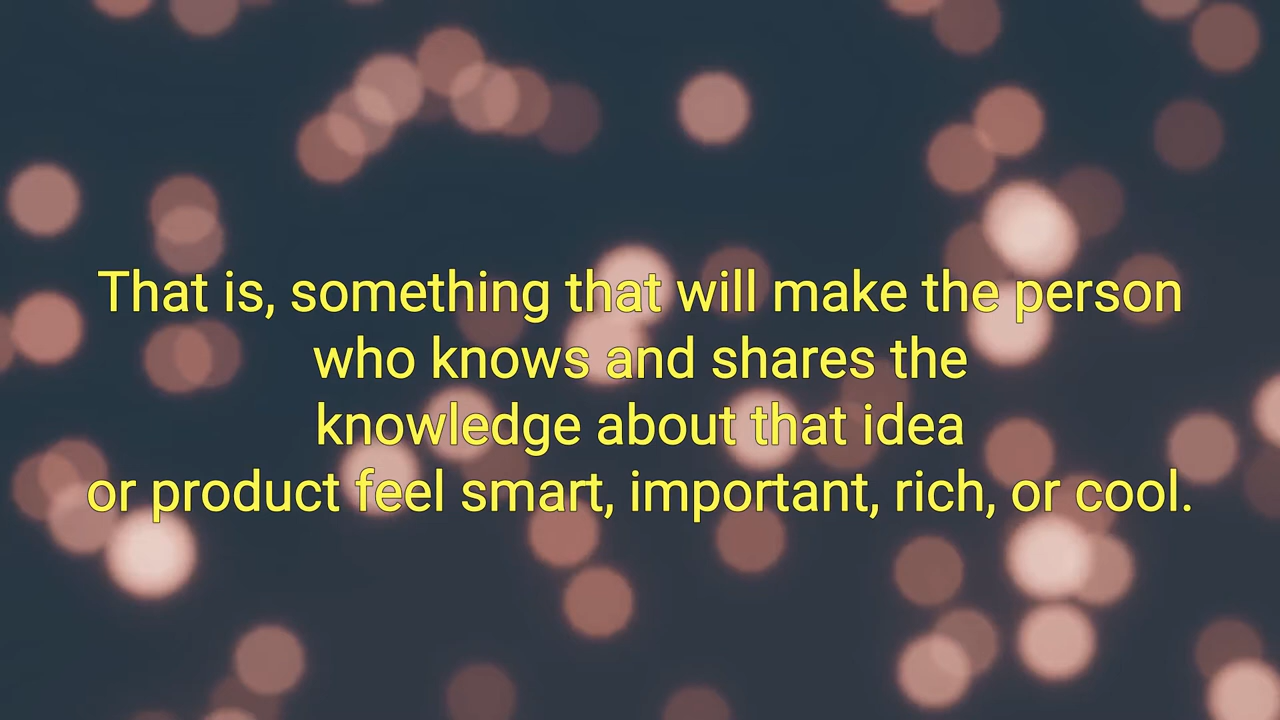 That is, something that will make the person
who knows and shares the
knowledge about that idea
or product feel smart, important, rich, or cool.